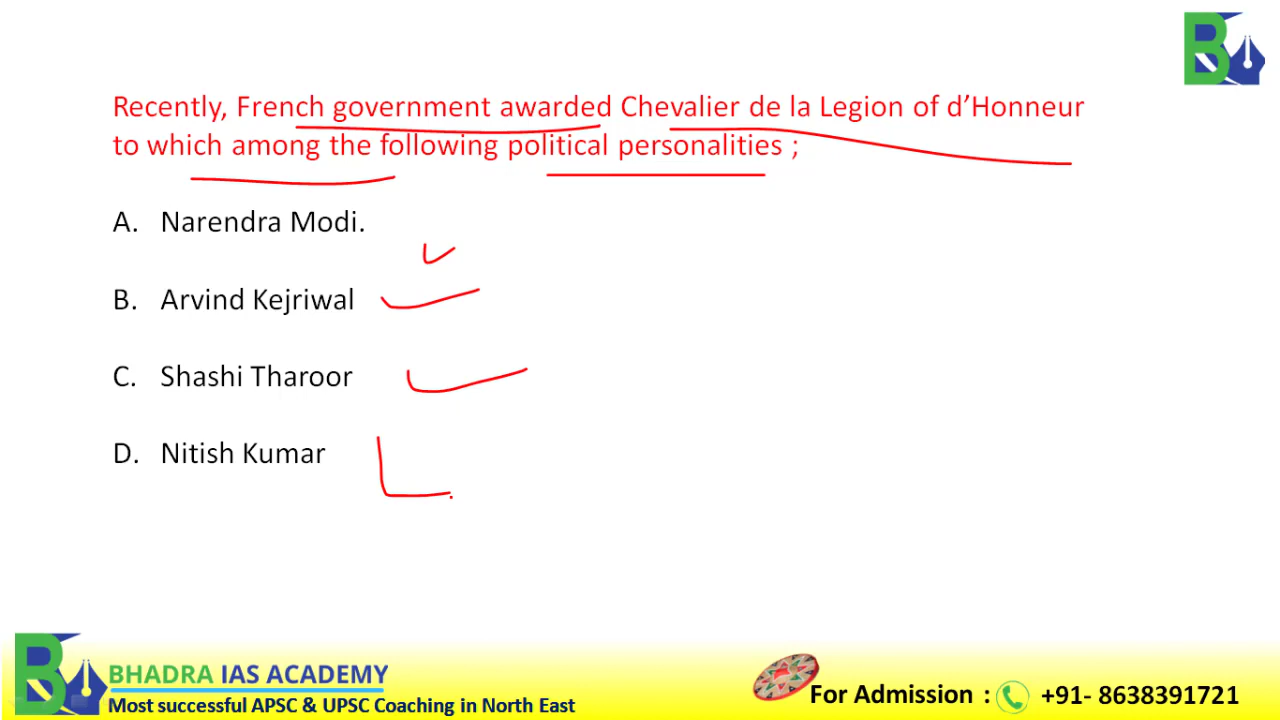 Recently, French government awarded Chevalier de la Legion of d’Honneur
to which among the following political personalities ;
A. Narendra Modi.
B. Arvind Kejriwal
C. Shashi Tharoor
D. Nitish Kumar
BHADRA IAS ACADEMY
Most successful APSC & UPSC Coaching in North East
For Admission : +91- 8638391721